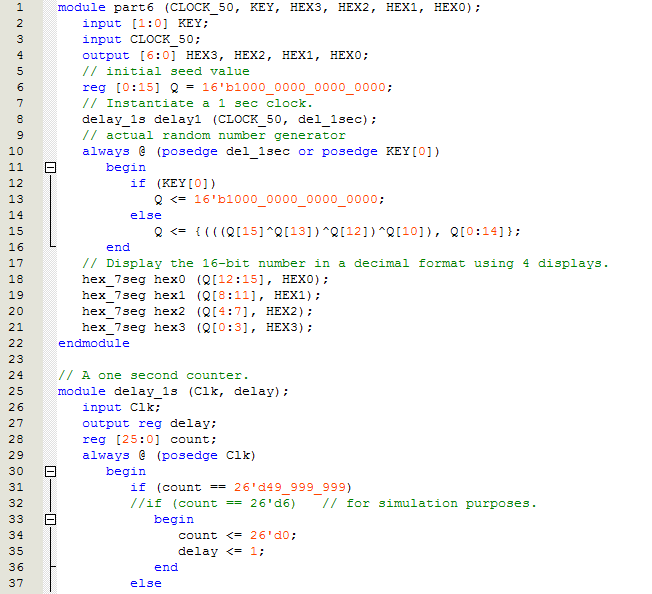 1 module part6 (CLOCK_50, KEY, HEX3, HEX2, HEX1, HEX0);
2 input [1:0] KEY;
3 input CLOCK_50;
4 output [6:0] HEX3, HEX2, HEX1, HEX0;
5 // initial seed value
6 reg [0:15] Q = 16'b1000_0000_0000_0000;
7 // Instantiate a 1 sec clock.
8 delay_1s delay1 (CLOCK_50, del_1sec);
9 // actual random number generator
10 always @ (posedge del_1sec or posedge KEY[0])
11 begin
12 if (KEY[0])
13 Q <= 16'b1000_0000_0000_0000;
14 else
15 Q <= {(((Q[15]^Q[13])^Q[12])^Q[10]), Q[0:14]};
16 end
17 // Display the 16-bit number in a decimal format using 4 displays.
18 hex_7seg hex0 (Q[12:15], HEX0);
19 hex_7seg hex1 (Q[8:11], HEX1);
20 hex_7seg hex2 (Q[4:7], HEX2);
21 hex_7seg hex3 (Q[0:3], HEX3);
22 endmodule
23
24 // A one second counter.
25 module delay_1s (Clk, delay);
26 input Clk;
27 output reg delay;
28 reg [25:0] count;
29 always @ (posedge Clk)
30 begin
31 if (count == 26'd49_999_999)
32 //if (count == 26'd6) // for simulation purposes.
33 begin
34 count <= 26'd0;
35 delay <= 1;
36 end
37 else